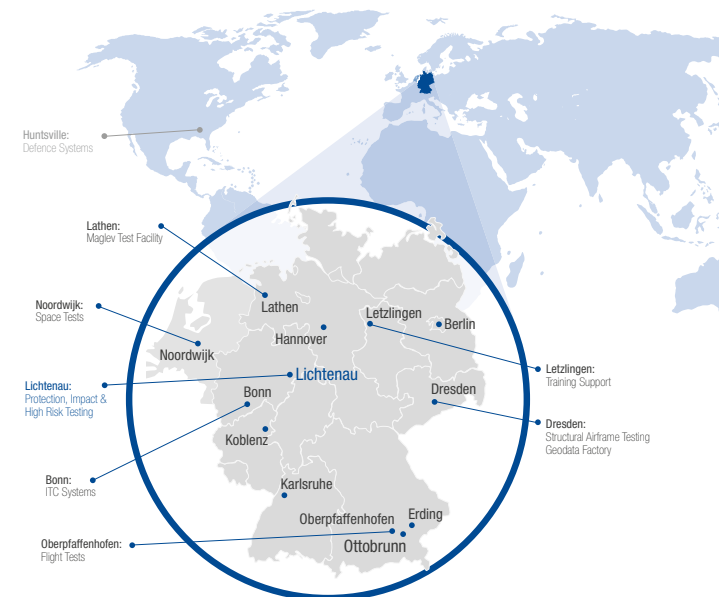 Huntsville:
Defence Systems
Lathen:
Maglev Test Facility
Noordwijk:
Space Tests
Lichtenau:
Protection, Impact &
High Risk Testing
Bonn:
ITC Systems
Oberpfaffenhofen:
Flight Tests
Lathen
Hannover
Letzlingen
Berlin
Noordwijk
Lichtenau
Bonn
Dresden
Koblenz
Karlsruhe
Oberpfaffenhofen
Erding
Ottobrunn
Letzlingen:
Training Support
Dresden:
Structural Airframe Testing
Geodata Factory